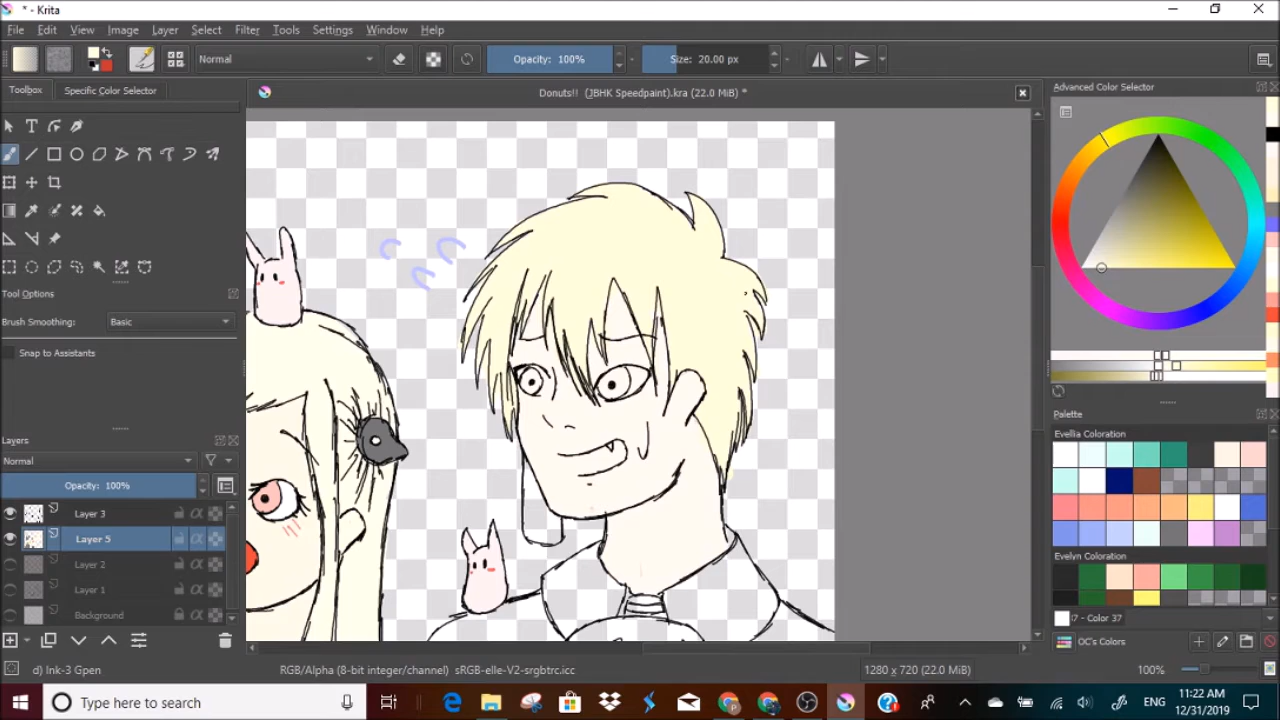 * - Krita
File Edit View Image Layer Select Filter Tools Settings Window Help
Normal Opacity: 100% Size: 20.00 px
Toolbox Specific Color Selector
Donuts!! (JBHK Speedpaint).kra (22.0 MiB) *
Advanced Color Selector
Tool Options
Brush Smoothing: Basic
Snap to Assistants
Layers
Normal
Opacity: 100%
Layer 3
Layer 5
Layer 2
Layer 1
Background
Palette
Evellia Coloration
Evelyn Coloration
I7 - Color 37
OC's Colors
d) Ink-3 Gpen
RGB/Alpha (8-bit integer/channel) sRGB-elle-V2-srgbtrc.icc
1280 x 720 (22.0 MiB)
100%
Type here to search
ENG
11:22 AM
12/31/2019